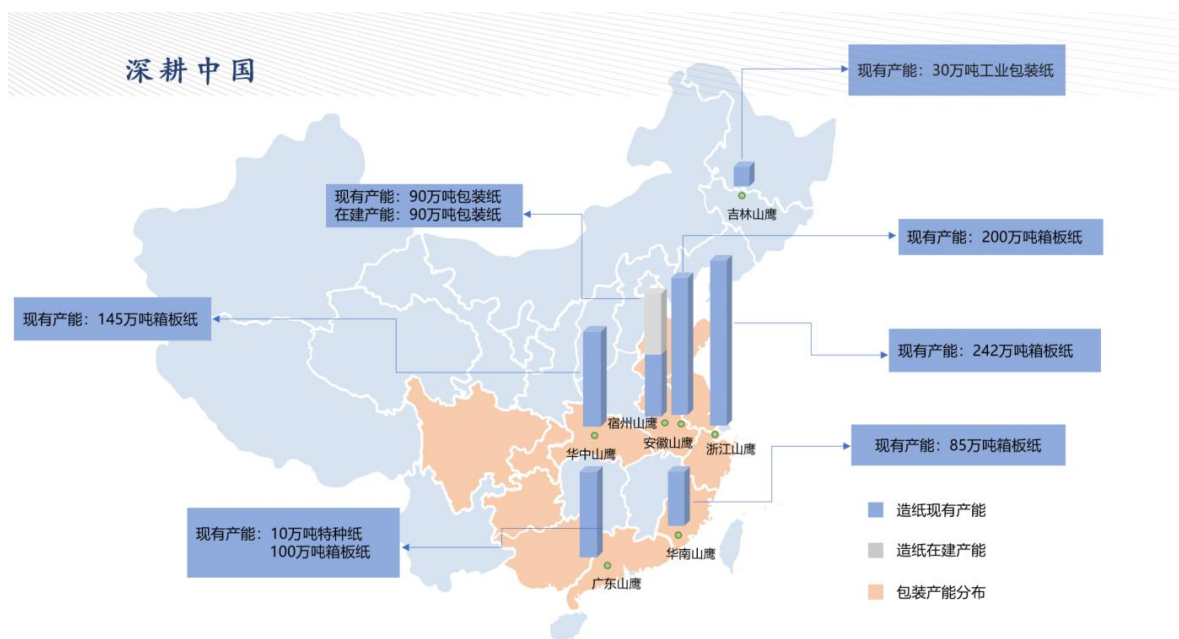 深耕中国
现有产能：30万吨工业包装纸
现有产能：90万吨包装纸
在建产能：90万吨包装纸
吉林山鹰
现有产能：200万吨箱板纸
现有产能：145万吨箱板纸
现有产能：242万吨箱板纸
宿州山鹰
安徽山鹰
浙江山鹰
华中山鹰
现有产能：85万吨箱板纸
现有产能：10万吨特种纸
100万吨箱板纸
华南山鹰
广东山鹰
造纸现有产能
造纸在建产能
包装产能分布